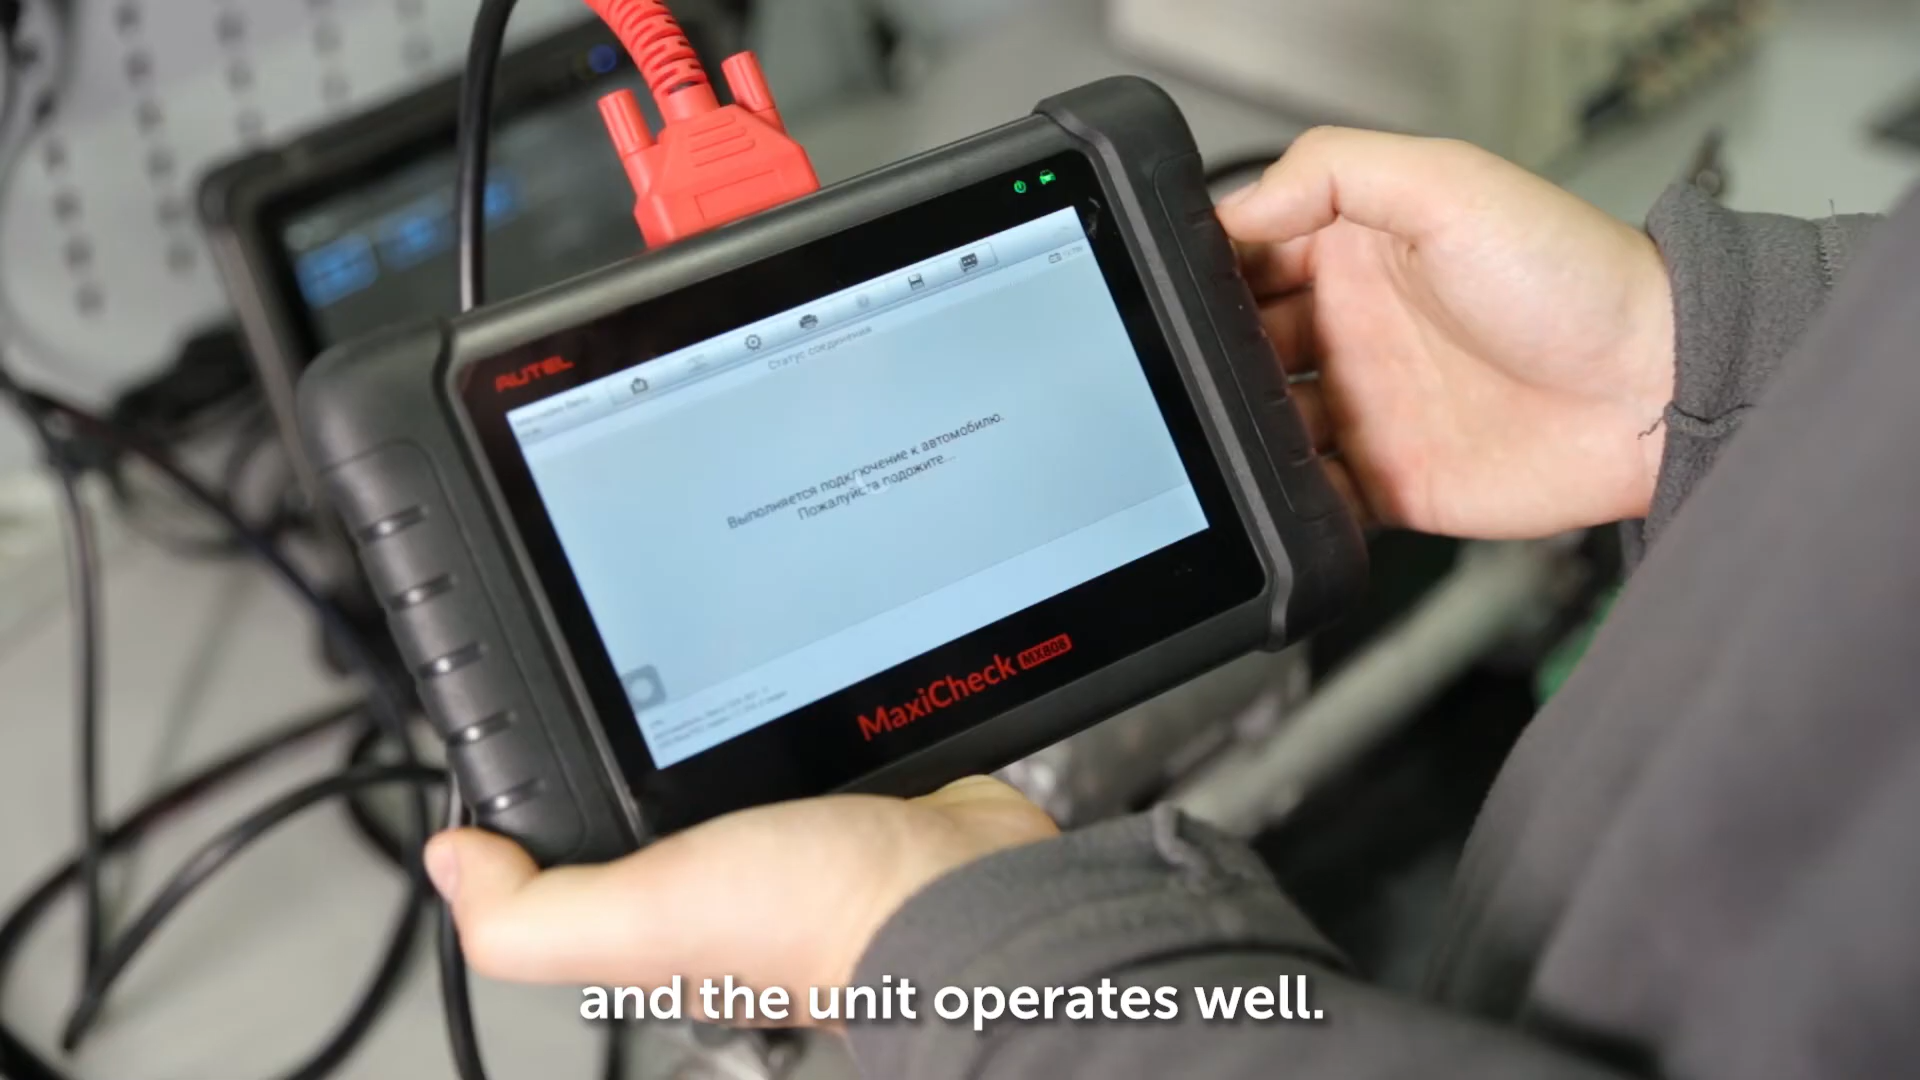 AUTEL
Статус соединения
Выполняется подключение к автомобилю.
Пожалуйста подождите...
MaxiCheck MX808
and the unit operates well.